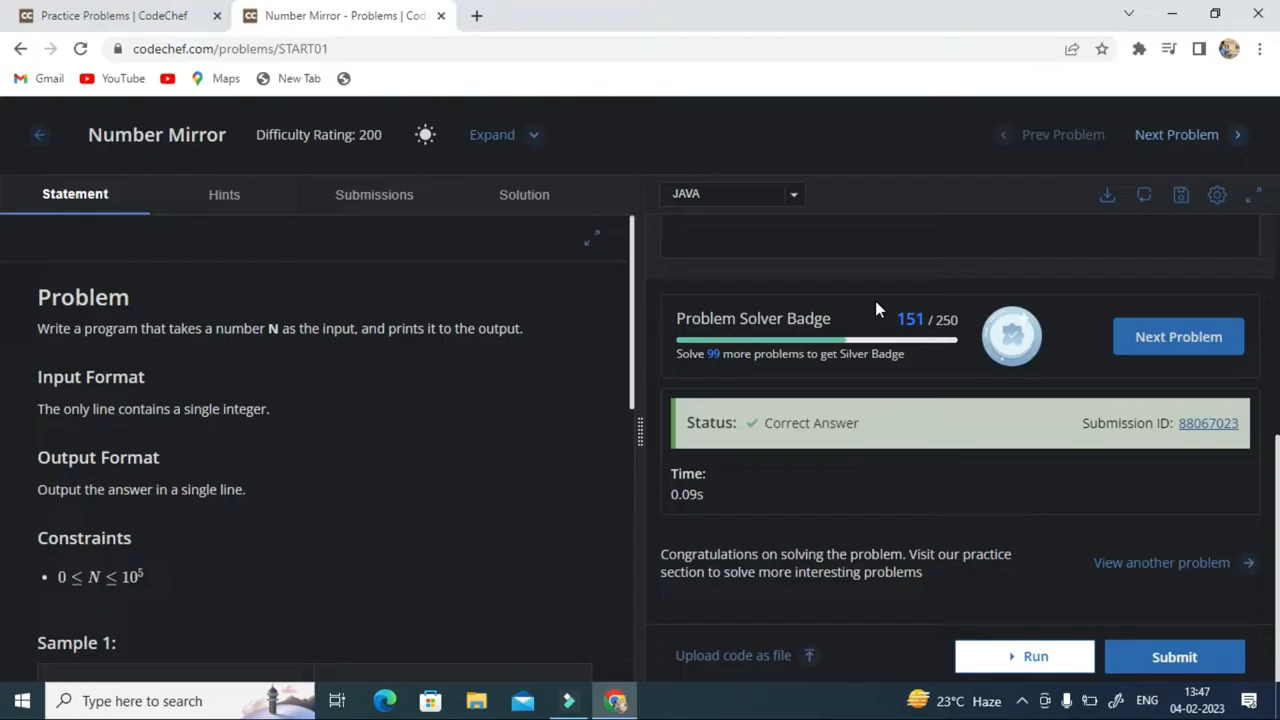 Practice Problems | CodeChef
Number Mirror - Problems | Cod
codechef.com/problems/START01
Gmail
YouTube
Maps
New Tab
Number Mirror
Difficulty Rating: 200
Expand
Prev Problem
Next Problem
Statement
Hints
Submissions
Solution
JAVA
Problem
Write a program that takes a number N as the input, and prints it to the output.
Input Format
The only line contains a single integer.
Output Format
Output the answer in a single line.
Constraints
• 0 ≤ N ≤ 10⁵
Sample 1:
Problem Solver Badge
151 / 250
Solve 99 more problems to get Silver Badge
Next Problem
Status: ✓ Correct Answer
Submission ID: 88067023
Time:
0.09s
Congratulations on solving the problem. Visit our practice
section to solve more interesting problems
View another problem
Upload code as file
Run
Submit
Type here to search
23°C Haze
ENG
13:47
04-02-2023